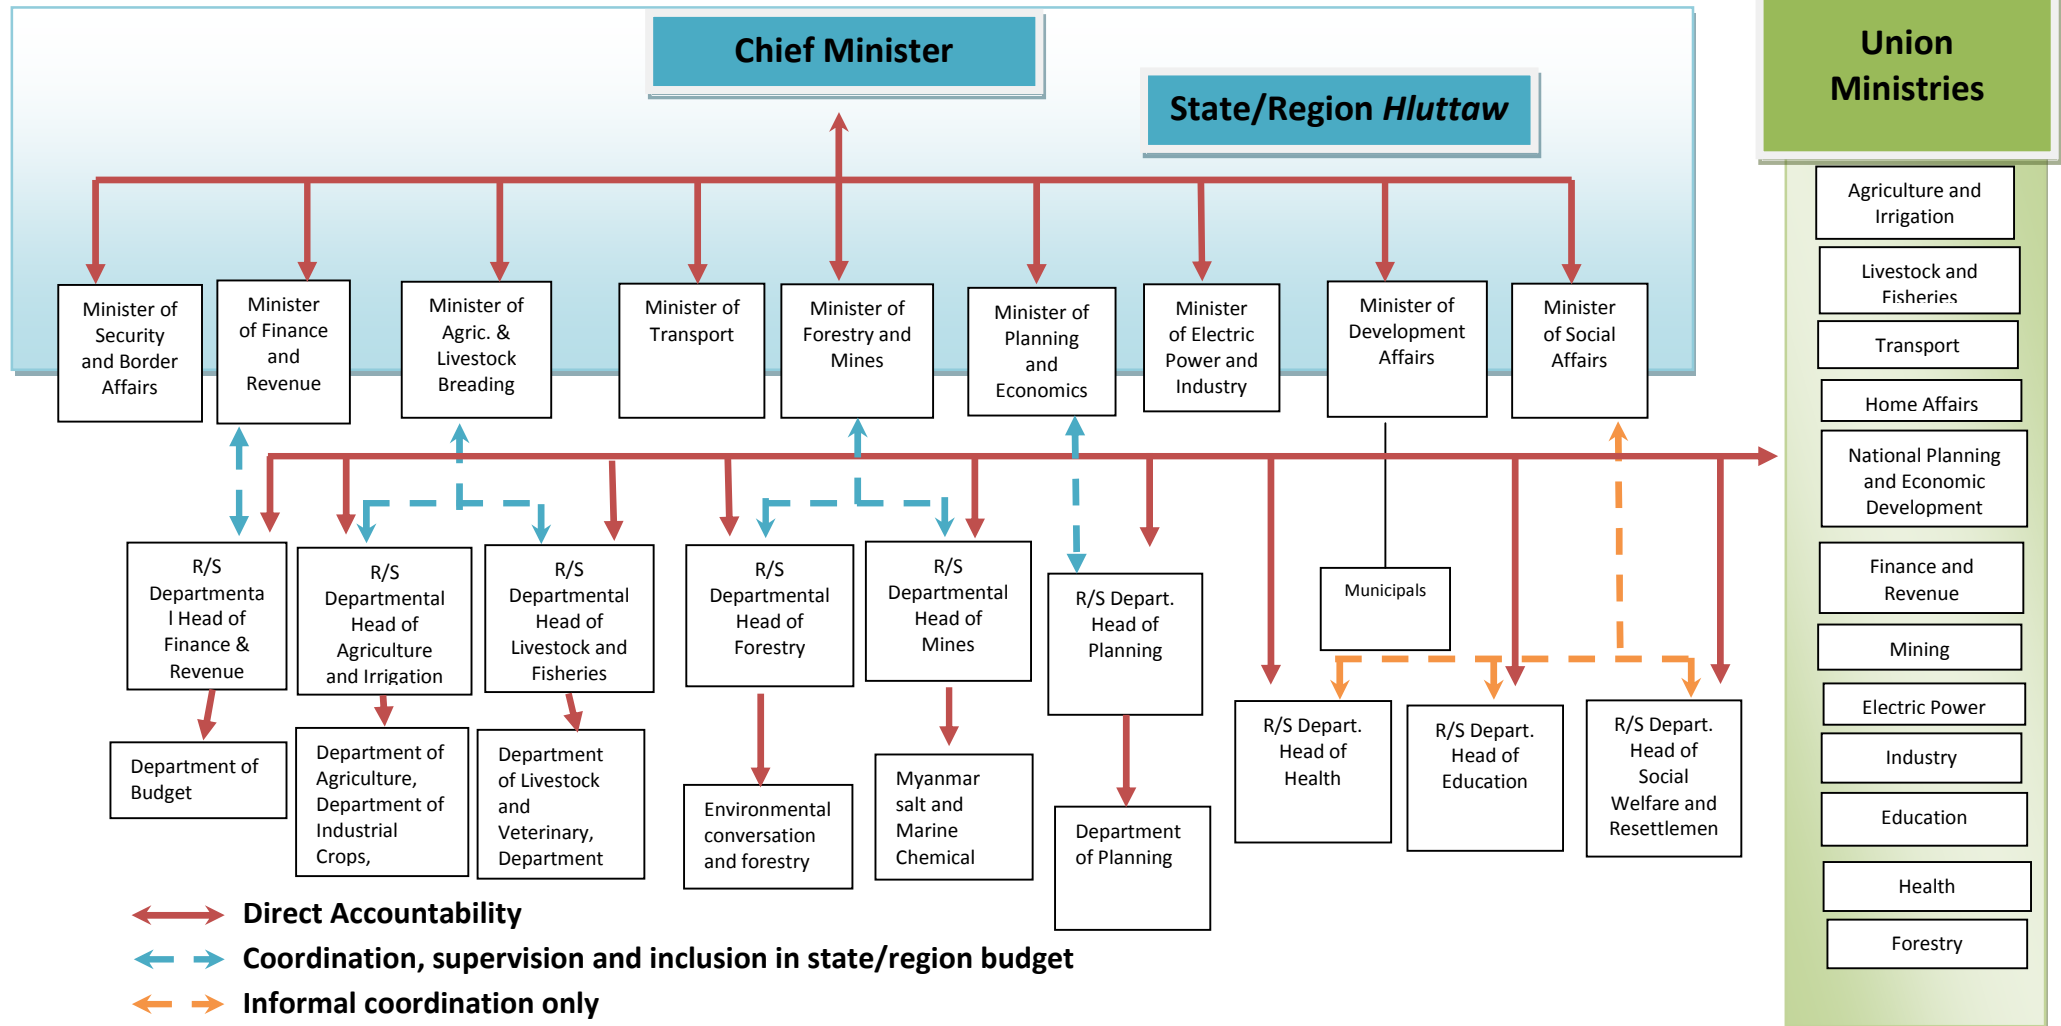 Chief Minister
State/Region Hluttaw
Union
Ministries
Minister of
Security
and Border
Affairs
Minister
of Finance
and
Revenue
Minister of
Agric. &
Livestock
Breading
Minister of
Transport
Minister of
Forestry and
Mines
Minister of
Planning
and
Economics
Minister
of Electric
Power and
Industry
Minister of
Development
Affairs
Minister
of Social
Affairs
R/S
Departmenta
l Head of
Finance &
Revenue
R/S
Departmental
Head of
Agriculture
and Irrigation
R/S
Departmental
Head of
Livestock and
Fisheries
R/S
Departmental
Head of
Forestry
R/S
Departmental
Head of
Mines
R/S Depart.
Head of
Planning
Municipals
R/S Depart.
Head of
Health
R/S Depart.
Head of
Education
R/S Depart.
Head of
Social
Welfare and
Resettlemen
Department of
Budget
Department of
Agriculture,
Department of
Industrial
Crops,
Department
of Livestock
and
Veterinary,
Department
Environmental
conversation
and forestry
Myanmar
salt and
Marine
Chemical
Department
of Planning
Agriculture and
Irrigation
Livestock and
Fisheries
Transport
Home Affairs
National Planning
and Economic
Development
Finance and
Revenue
Mining
Electric Power
Industry
Education
Health
Forestry
Direct Accountability
Coordination, supervision and inclusion in state/region budget
Informal coordination only